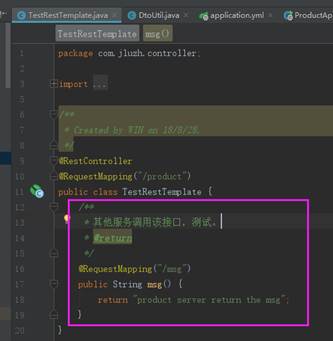 TestRestTemplate.java × DtoUtil.java × application.yml × ProductAp
TestRestTemplate msg()
1 package com.jluzh.controller;
2
3 import ...
5
6 /**
7 * Created by WIN on 18/8/28.
8 */
9 @RestController
10 @RequestMapping("/product")
11 public class TestRestTemplate {
12 /**
13 * 其他服务调用该接口，测试。
14 * @return
15 */
16 @RequestMapping("/msg")
17 public String msg() {
18 return "product server return the msg";
19 }
20 }